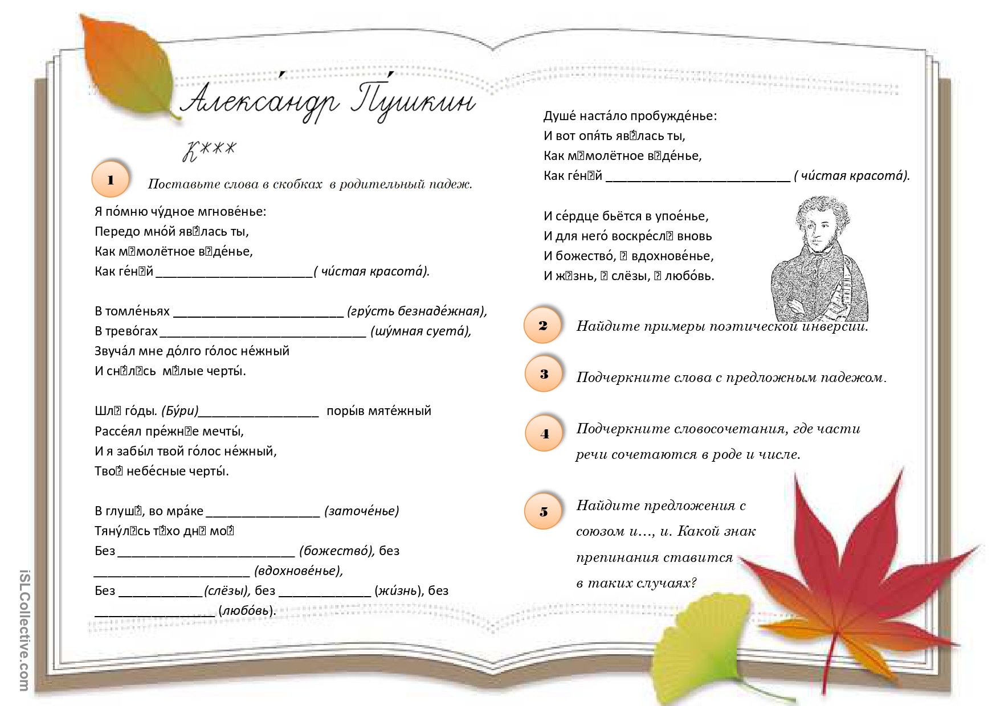 Алекса́ндр Пу́шкин
К***
1
Поставьте слова в скобках в родительный падеж.
Я по́мню чу́дное мгнове́нье:
Передо мно́й яв⍰́лась ты,
Как м⍰молётное в⍰де́нье,
Как ге́н⍰й ______________________( чи́стая красота́).
В томле́ньях ________________________ (гру́сть безнаде́жная),
В трево́гах _____________________________ (шу́мная суета́),
Звуча́л мне до́лго го́лос не́жный
И сн⍰́л⍰сь м⍰́лые черты́.
Шл⍰ го́ды. (Бу́ри)_________________ поры́в мяте́жный
Рассе́ял пре́жн⍰е мечты́,
И я забы́л твой го́лос не́жный,
Тво⍰́ небе́сные черты́.
В глуш⍰́, во мра́ке ________________ (заточе́нье)
Тяну́л⍰сь т⍰́хо дн⍰ мо⍰́
Без _________________________ (божество́), без
______________________ (вдохнове́нье),
Без ____________(слёзы), без _____________ (жи́знь), без
_________________ (любо́вь).
Душе́ наста́ло пробужде́нье:
И вот опя́ть яв⍰́лась ты,
Как м⍰молётное в⍰де́нье,
Как ге́н⍰й __________________________ ( чи́стая красота́).
И се́рдце бьётся в упое́нье,
И для него́ воскре́сл⍰ вновь
И божество́, ⍰ вдохнове́нье,
И ж⍰знь, ⍰ слёзы, ⍰ любо́вь.
2
Найдите примеры поэтической инверсии.
3
Подчеркните слова с предложным падежом.
4
Подчеркните словосочетания, где части
речи сочетаются в роде и числе.
5
Найдите предложения с
союзом и…, и. Какой знак
препинания ставится
в таких случаях?
iSLCollective.com